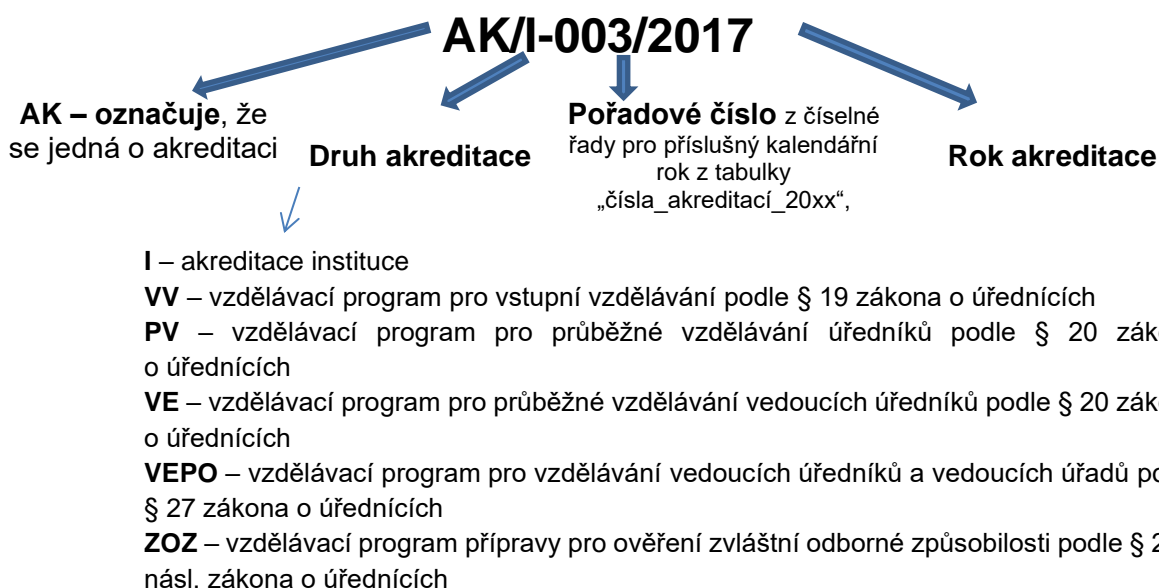 AK/I-003/2017
AK – označuje, že
se jedná o akreditaci
Druh akreditace
Pořadové číslo z číselné
řady pro příslušný kalendářní
rok z tabulky
„čísla_akreditací_20xx“,
Rok akreditace
I – akreditace instituce
VV – vzdělávací program pro vstupní vzdělávání podle § 19 zákona o úřednících
PV – vzdělávací program pro průběžné vzdělávání úředníků podle § 20
o úřednících
VE – vzdělávací program pro průběžné vzdělávání vedoucích úředníků podle § 20
o úřednících
VEPO – vzdělávací program pro vzdělávání vedoucích úředníků a vedoucích úřadů
§ 27 zákona o úřednících
ZOZ – vzdělávací program přípravy pro ověření zvláštní odborné způsobilosti podle §
násl. zákona o úřednících